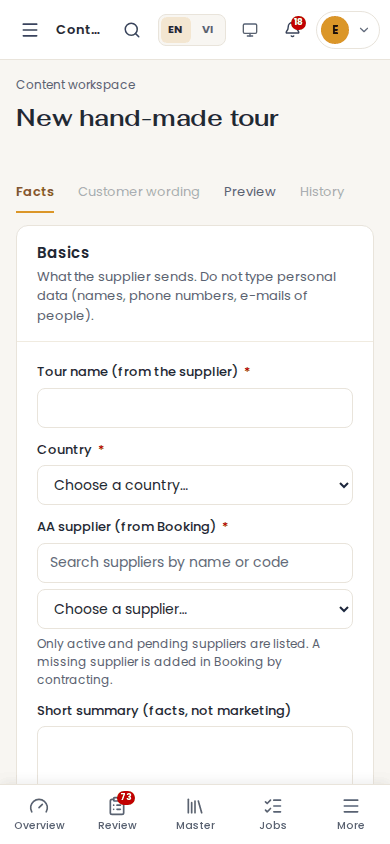 Cont...
EN
VI
18
E
Content workspace
New hand-made tour
Facts
Customer wording
Preview
History
Basics
What the supplier sends. Do not type personal
data (names, phone numbers, e-mails of
people).
Tour name (from the supplier) *
Country *
Choose a country...
AA supplier (from Booking) *
Search suppliers by name or code
Choose a supplier...
Only active and pending suppliers are listed. A
missing supplier is added in Booking by
contracting.
Short summary (facts, not marketing)
73
Overview
Review
Master
Jobs
More